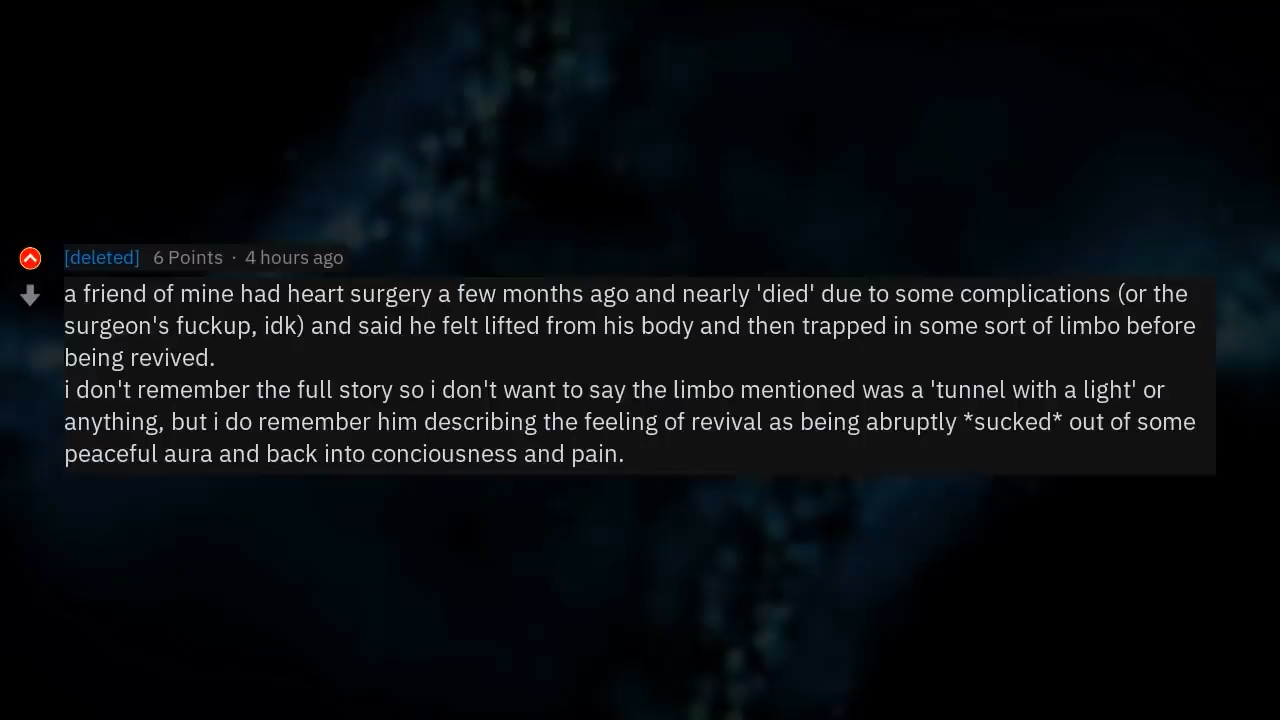 [deleted] 6 Points · 4 hours ago
a friend of mine had heart surgery a few months ago and nearly 'died' due to some complications (or the
surgeon's fuckup, idk) and said he felt lifted from his body and then trapped in some sort of limbo before
being revived.
i don't remember the full story so i don't want to say the limbo mentioned was a 'tunnel with a light' or
anything, but i do remember him describing the feeling of revival as being abruptly *sucked* out of some
peaceful aura and back into conciousness and pain.